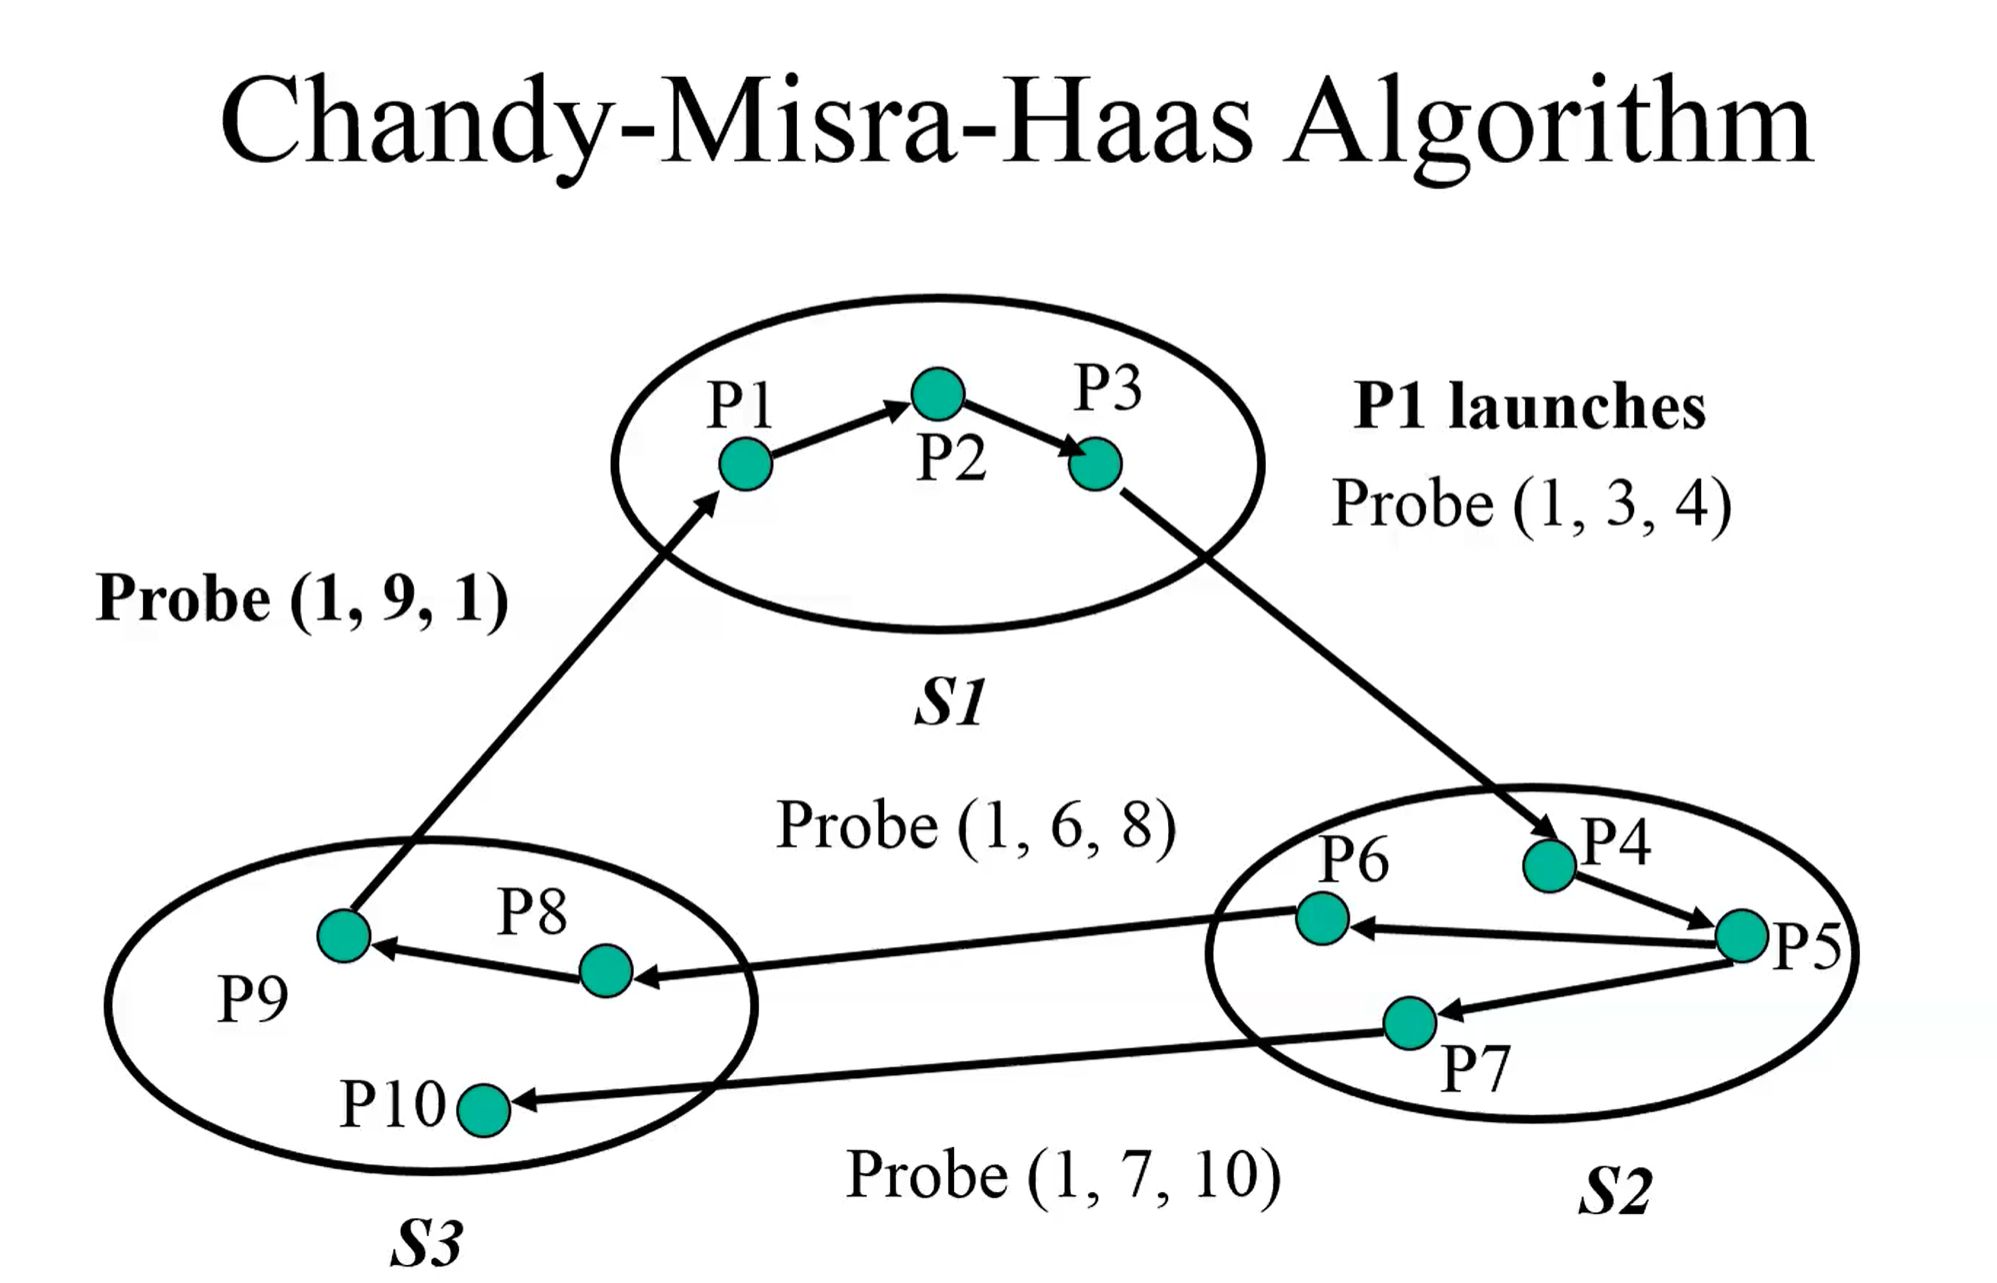 Chandy-Misra-Haas Algorithm
P1
P2
P3
P1 launches
Probe (1, 3, 4)
Probe (1, 9, 1)
S1
Probe (1, 6, 8)
P4
P6
P5
P8
P9
P7
P10
Probe (1, 7, 10)
S2
S3